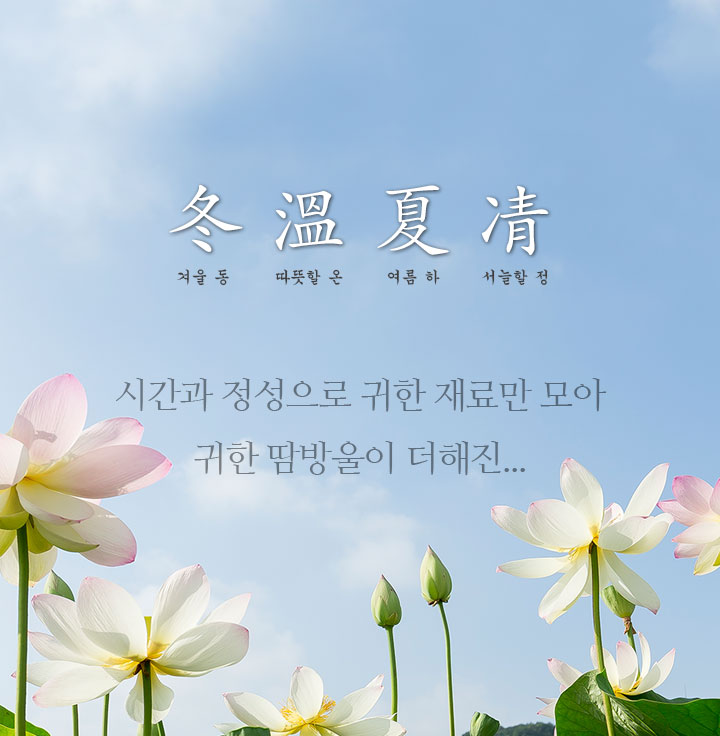 冬 溫 夏 凊
겨울 동 따뜻할 온 여름 하 서늘할 정
시간과 정성으로 귀한 재료만 모아
귀한 땀방울이 더해진...